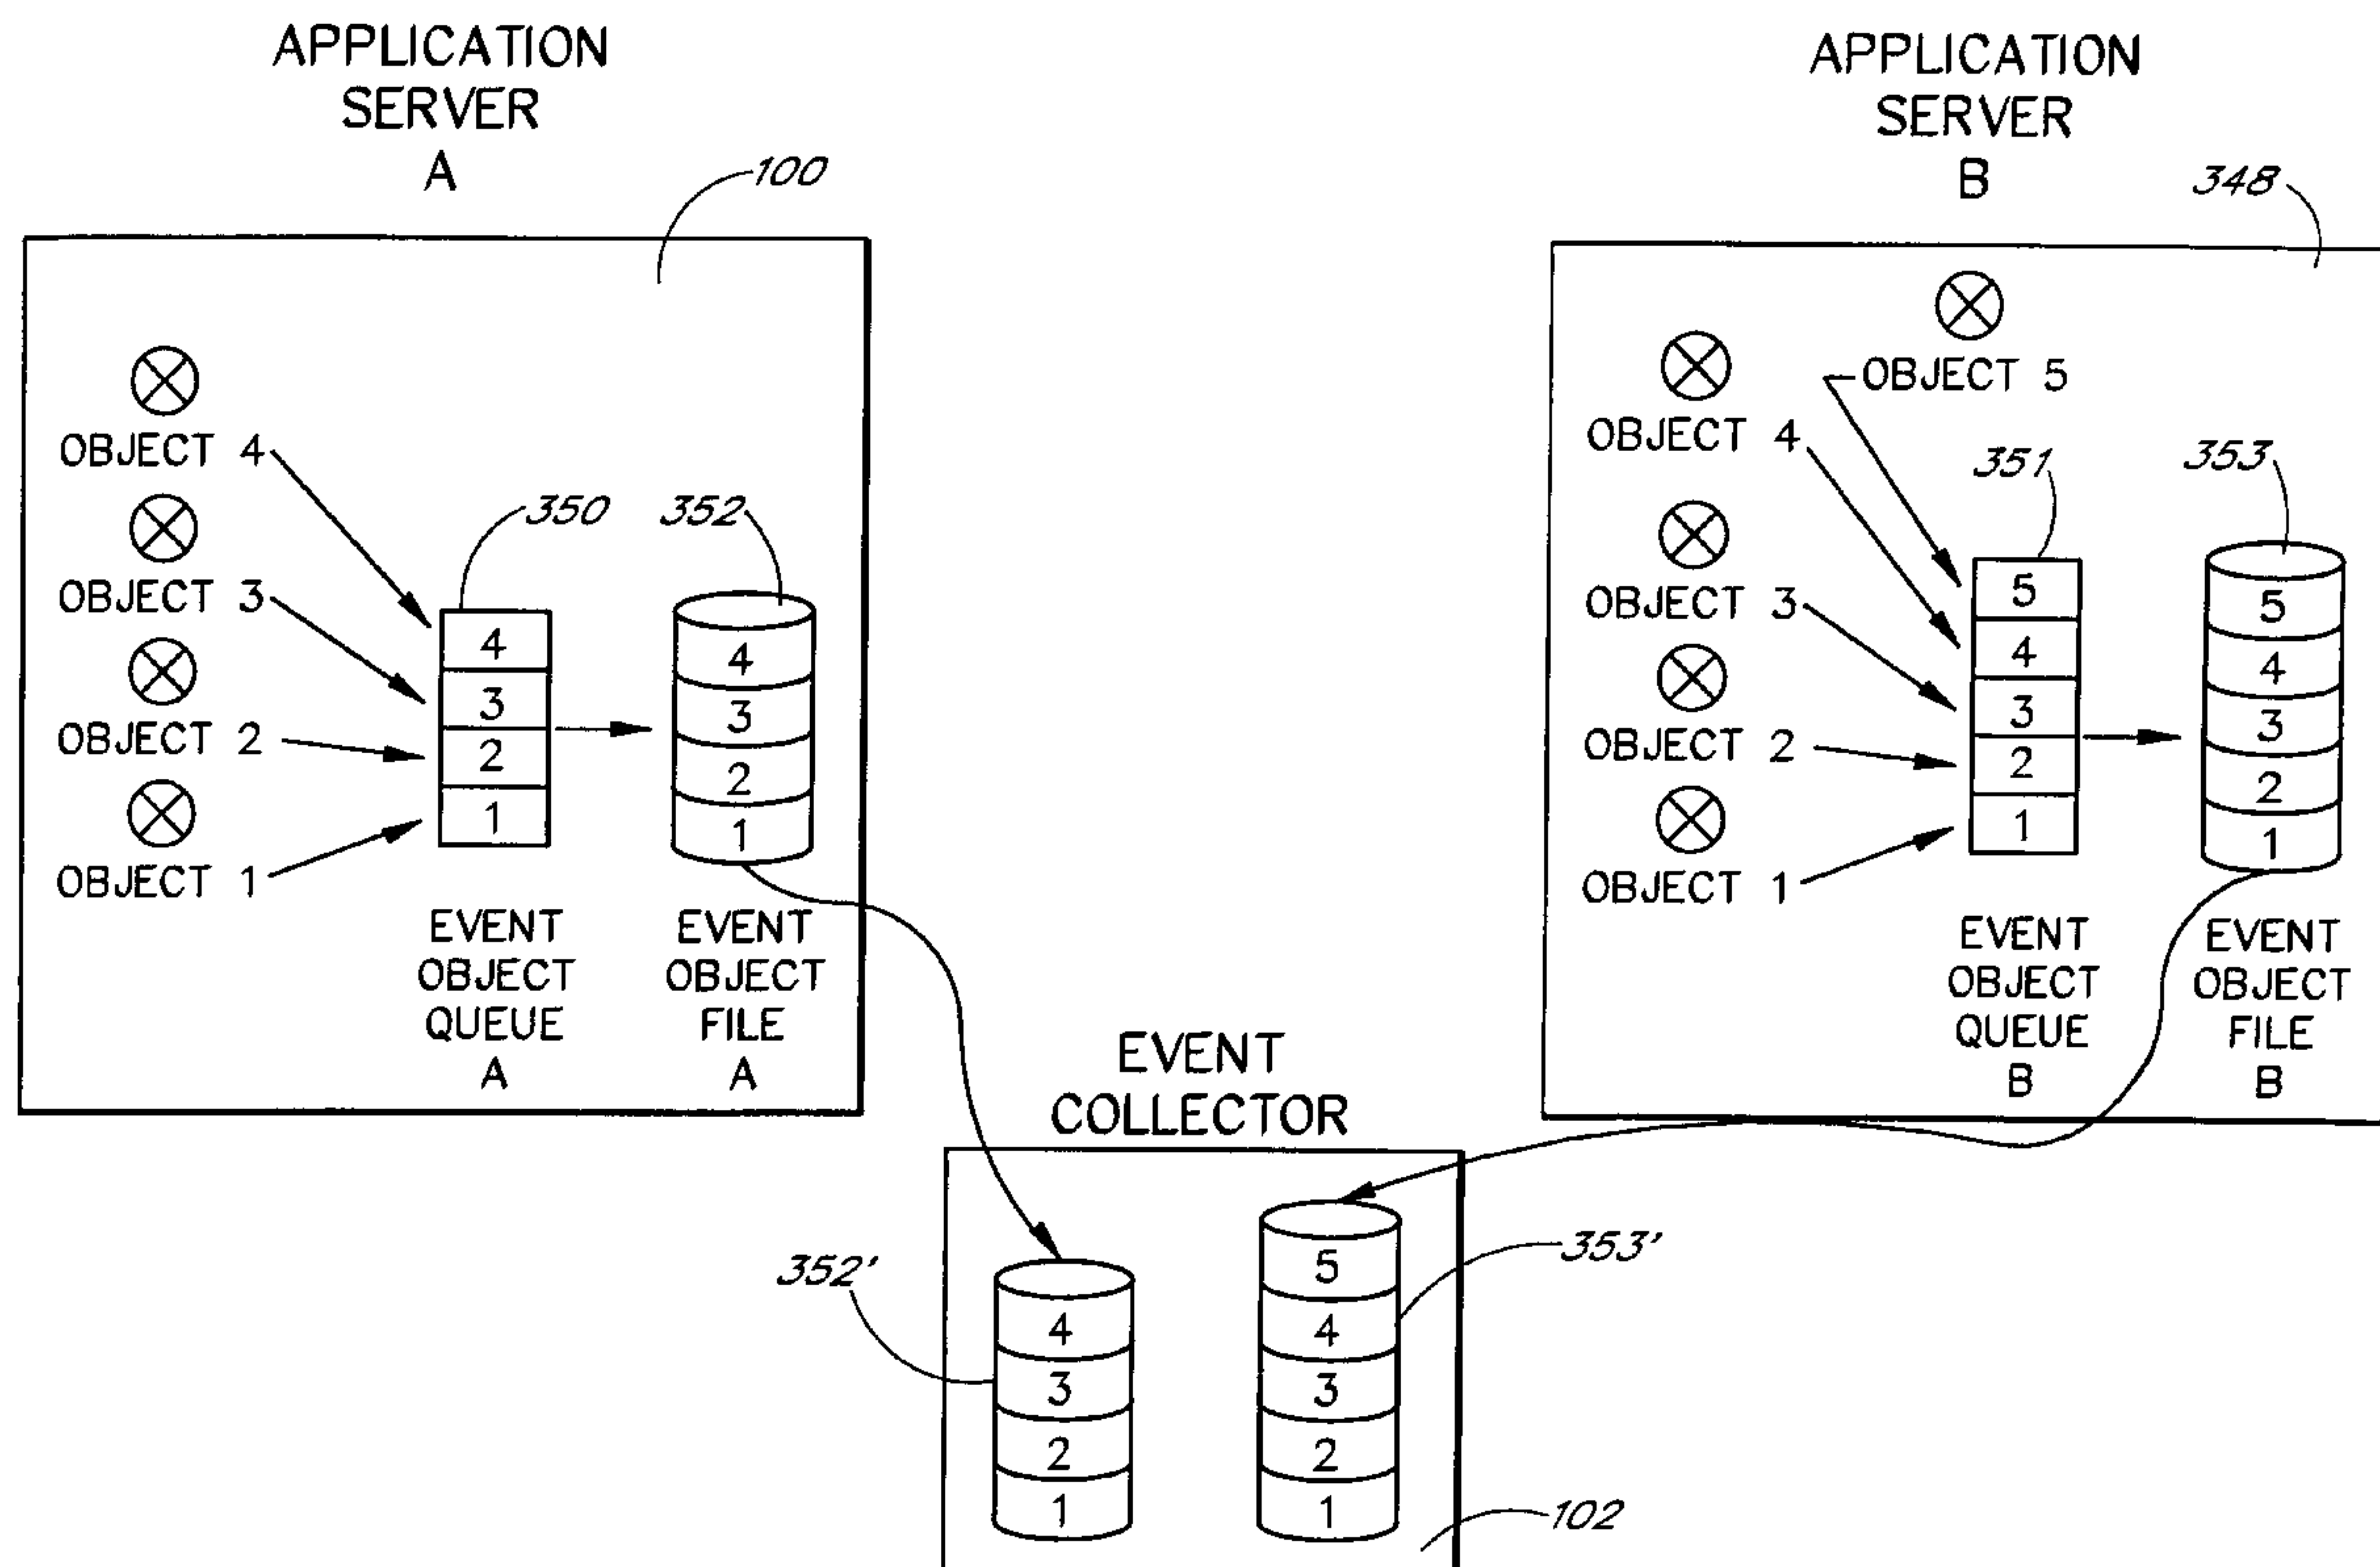 APPLICATION
SERVER
A
100
OBJECT 4
OBJECT 3
OBJECT 2
OBJECT 1
350
352
4
3
2
1
4
3
2
1
EVENT
OBJECT
QUEUE
A
EVENT
OBJECT
FILE
A
APPLICATION
SERVER
B
348
OBJECT 5
OBJECT 4
OBJECT 3
OBJECT 2
OBJECT 1
351
353
5
4
3
2
1
5
4
3
2
1
EVENT
OBJECT
QUEUE
B
EVENT
OBJECT
FILE
B
EVENT
COLLECTOR
352'
4
3
2
1
353'
5
4
3
2
1
102